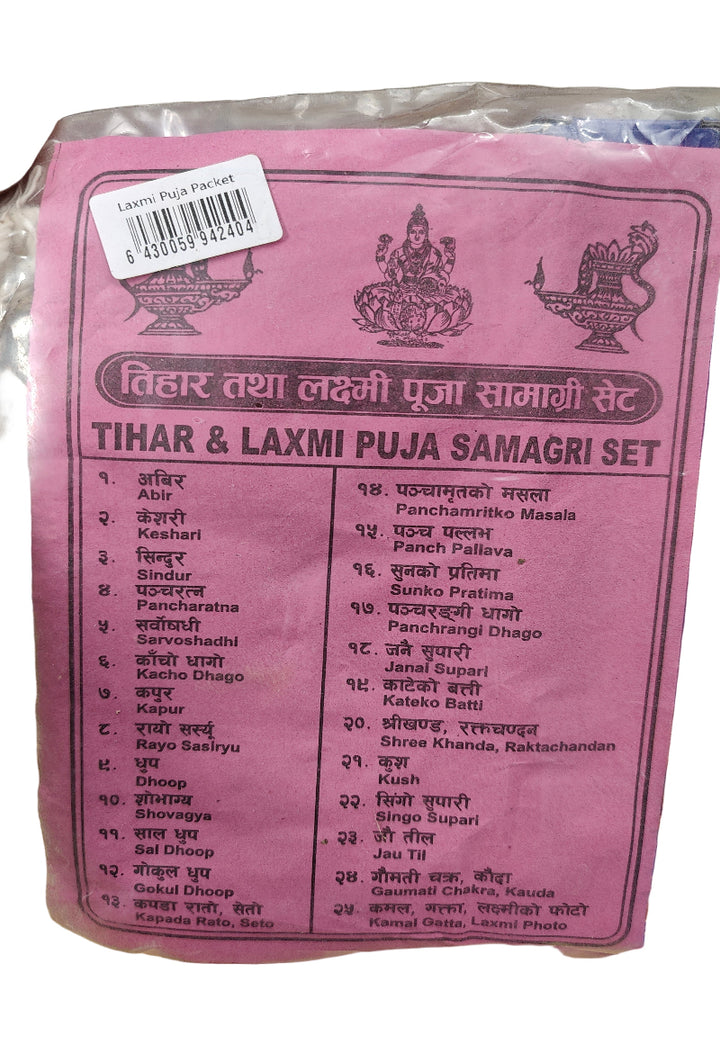 Laxmi Puja Packet
6 430059 942404
तिहार तथा लक्ष्मी पूजा सामाग्री सेट
TIHAR & LAXMI PUJA SAMAGRI SET
१. अबिर
Abir
२. केशरी
Keshari
३. सिन्दुर
Sindur
४. पञ्चरत्न
Pancharatna
५. सर्वोषधी
Sarvoshadhi
६. काँचो धागो
Kacho Dhago
७. कपुर
Kapur
८. रायो सर्स्यू
Rayo Sasiryu
९. धुप
Dhoop
१०. शोभाग्य
Shovagya
११. साल धुप
Sal Dhoop
१२. गोकुल धुप
Gokul Dhoop
१३. कपडा रातो, सेतो
Kapada Rato, Seto
१४. पञ्चामृतको मसला
Panchamritko Masala
१५. पञ्च पल्लभ
Panch Pallava
१६. सुनको प्रतिमा
Sunko Pratima
१७. पञ्चरङ्गी धागो
Panchrangi Dhago
१८. जनै सुपारी
Janai Supari
१९. काटेको बत्ती
Kateko Batti
२०. श्रीखण्ड, रक्तचण्दन
Shree Khanda, Raktachandan
२१. कुश
Kush
२२. सिंगो सुपारी
Singo Supari
२३. जौ तील
Jau Til
२४. गौमती चक्र, कौडा
Gaumati Chakra, Kauda
२५. कमल, गक्ता, लक्ष्मीको फोटो
Kamal Gatta, Laxmi Photo